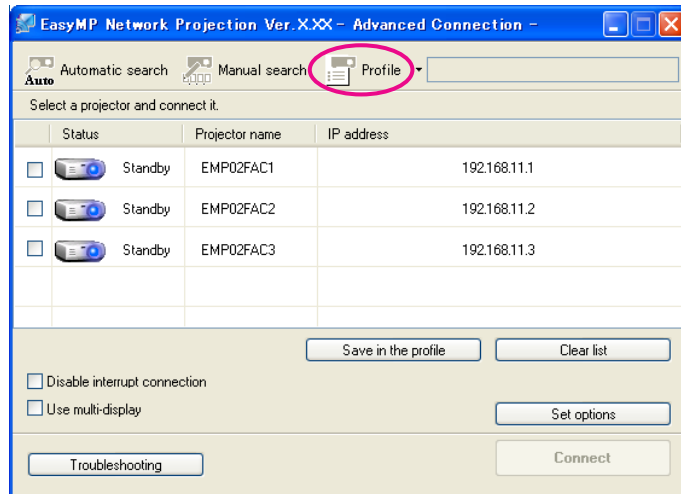 EasyMP Network Projection Ver.X.XX - Advanced Connection -
Auto Automatic search Manual search Profile
Select a projector and connect it.
Status Projector name IP address
Standby EMP02FAC1 192.168.11.1
Standby EMP02FAC2 192.168.11.2
Standby EMP02FAC3 192.168.11.3
Save in the profile Clear list
Disable interrupt connection
Use multi-display
Set options
Troubleshooting Connect